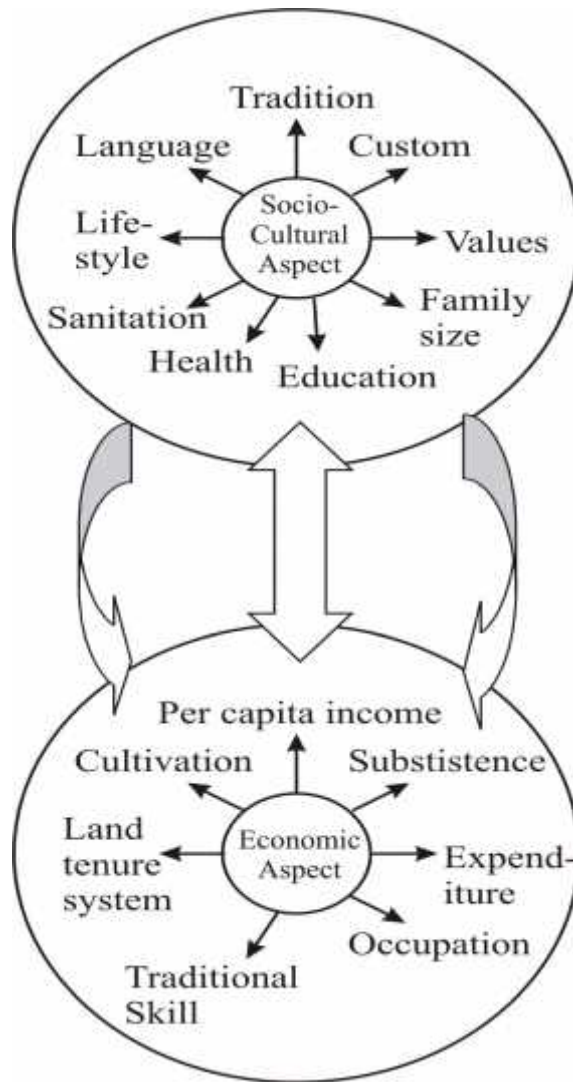 Tradition
Language
Custom
Socio-
Cultural
Aspect
Life-
style
Values
Sanitation
Family
size
Health
Education
Per capita income
Cultivation
Substistence
Land
tenure
system
Economic
Aspect
Expend-
iture
Occupation
Traditional
Skill